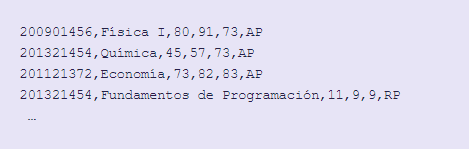 200901456,Física I,80,91,73,AP
201321454,Química,45,57,73,AP
201121372,Economía,73,82,83,AP
201321454,Fundamentos de Programación,11,9,9,RP
…